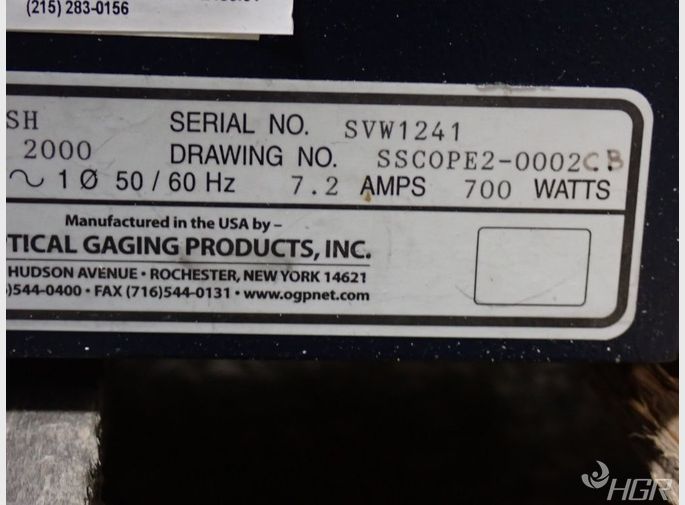 (215) 283-0156
SH SERIAL NO. SVW1241
2000 DRAWING NO. SSCOPE2-0002CB
~ 1 Ø 50 / 60 Hz 7.2 AMPS 700 WATTS
Manufactured in the USA by –
TICAL GAGING PRODUCTS, INC.
HUDSON AVENUE • ROCHESTER, NEW YORK 14621
)544-0400 • FAX (716)544-0131 • www.ogpnet.com
HGR